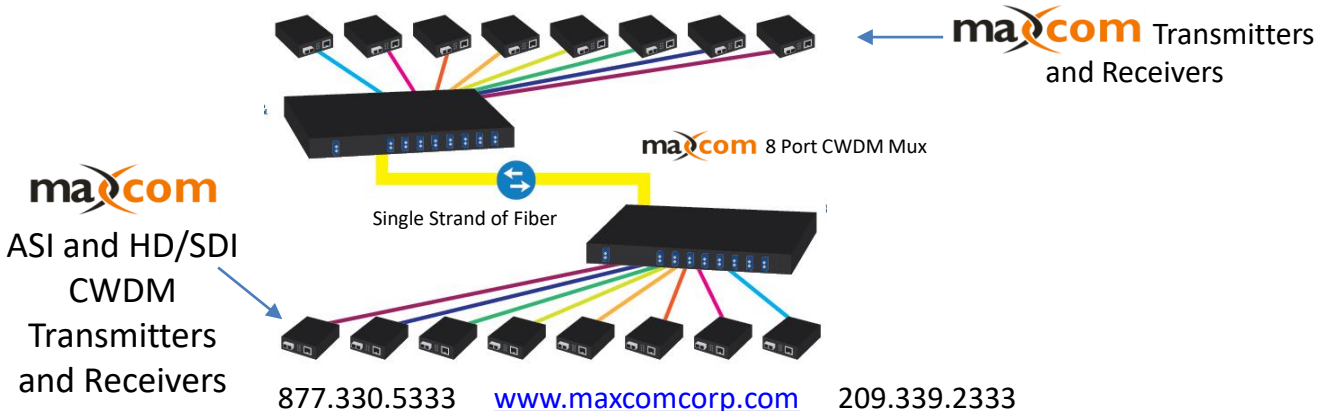 maxcom Transmitters
and Receivers
maxcom 8 Port CWDM Mux
maxcom
Single Strand of Fiber
ASI and HD/SDI
CWDM
Transmitters
and Receivers
877.330.5333 www.maxcomcorp.com 209.339.2333